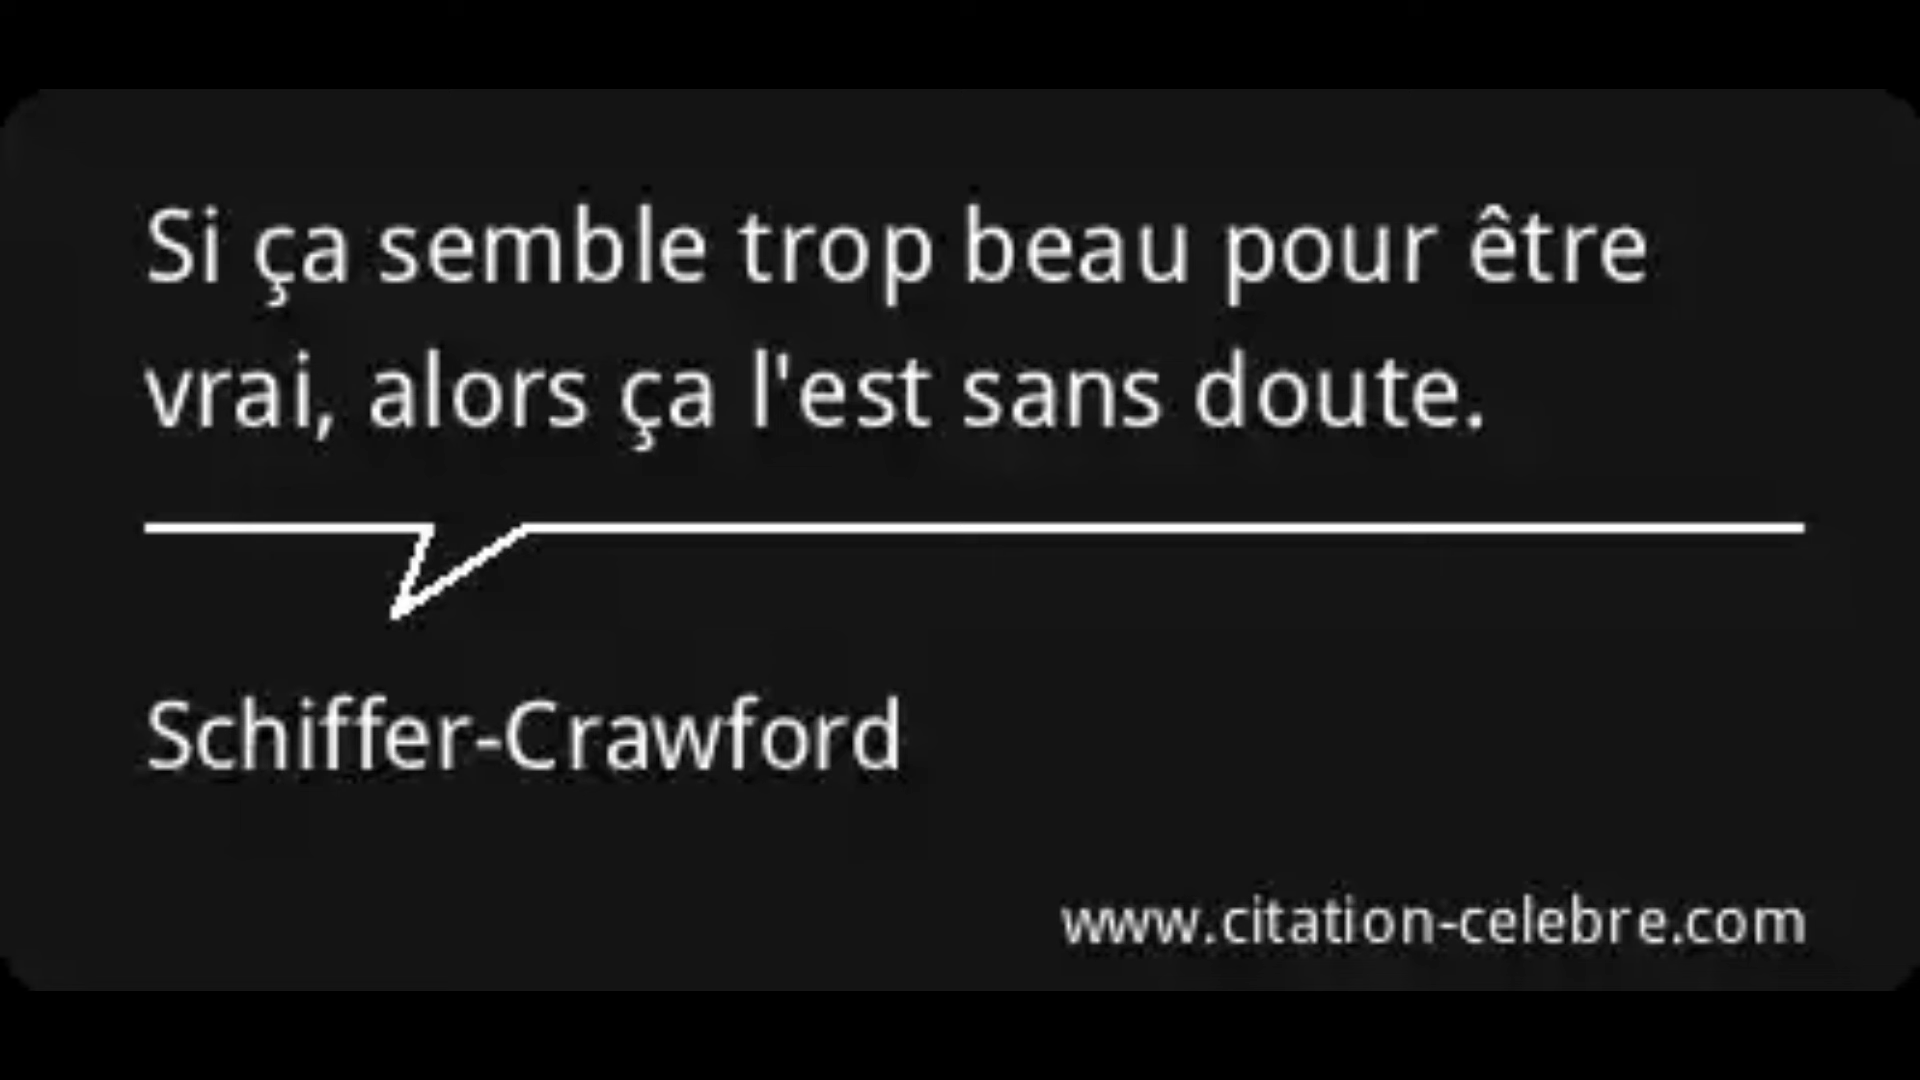 Si ça semble trop beau pour être
vrai, alors ça l'est sans doute.
Schiffer-Crawford
www.citation-celebre.com